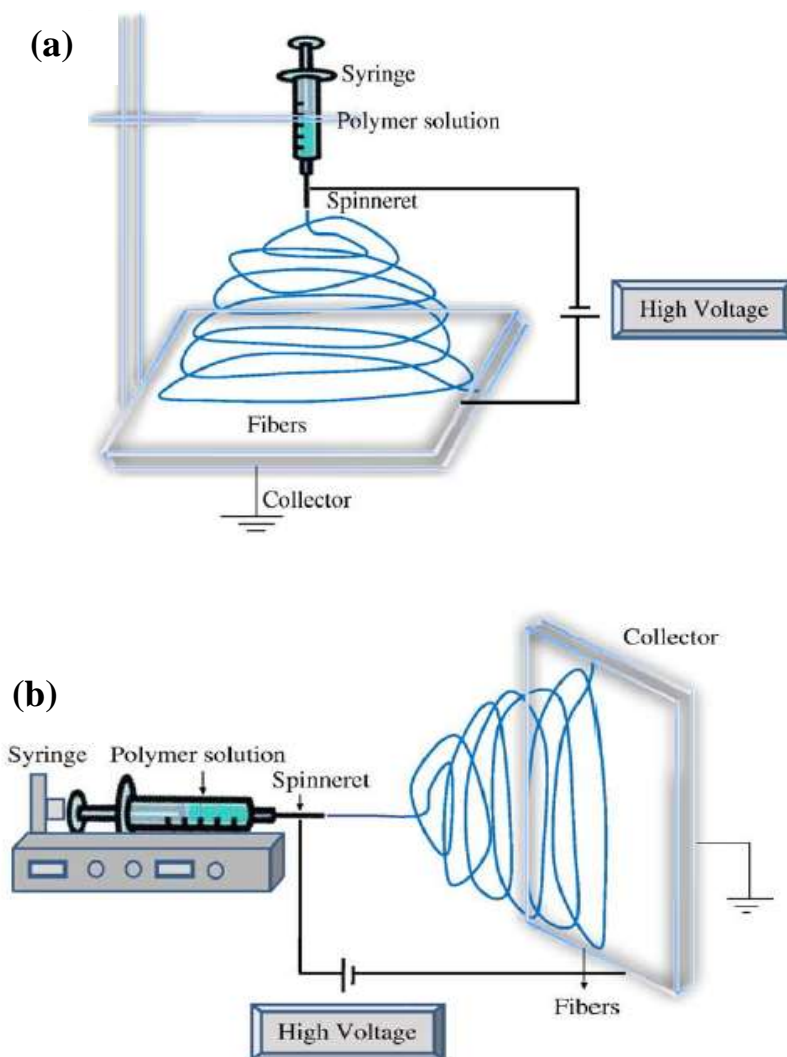 (a)
Syringe
Polymer solution
Spinneret
High Voltage
Fibers
Collector
Collector
(b)
Syringe
Polymer solution
Spinneret
Fibers
High Voltage